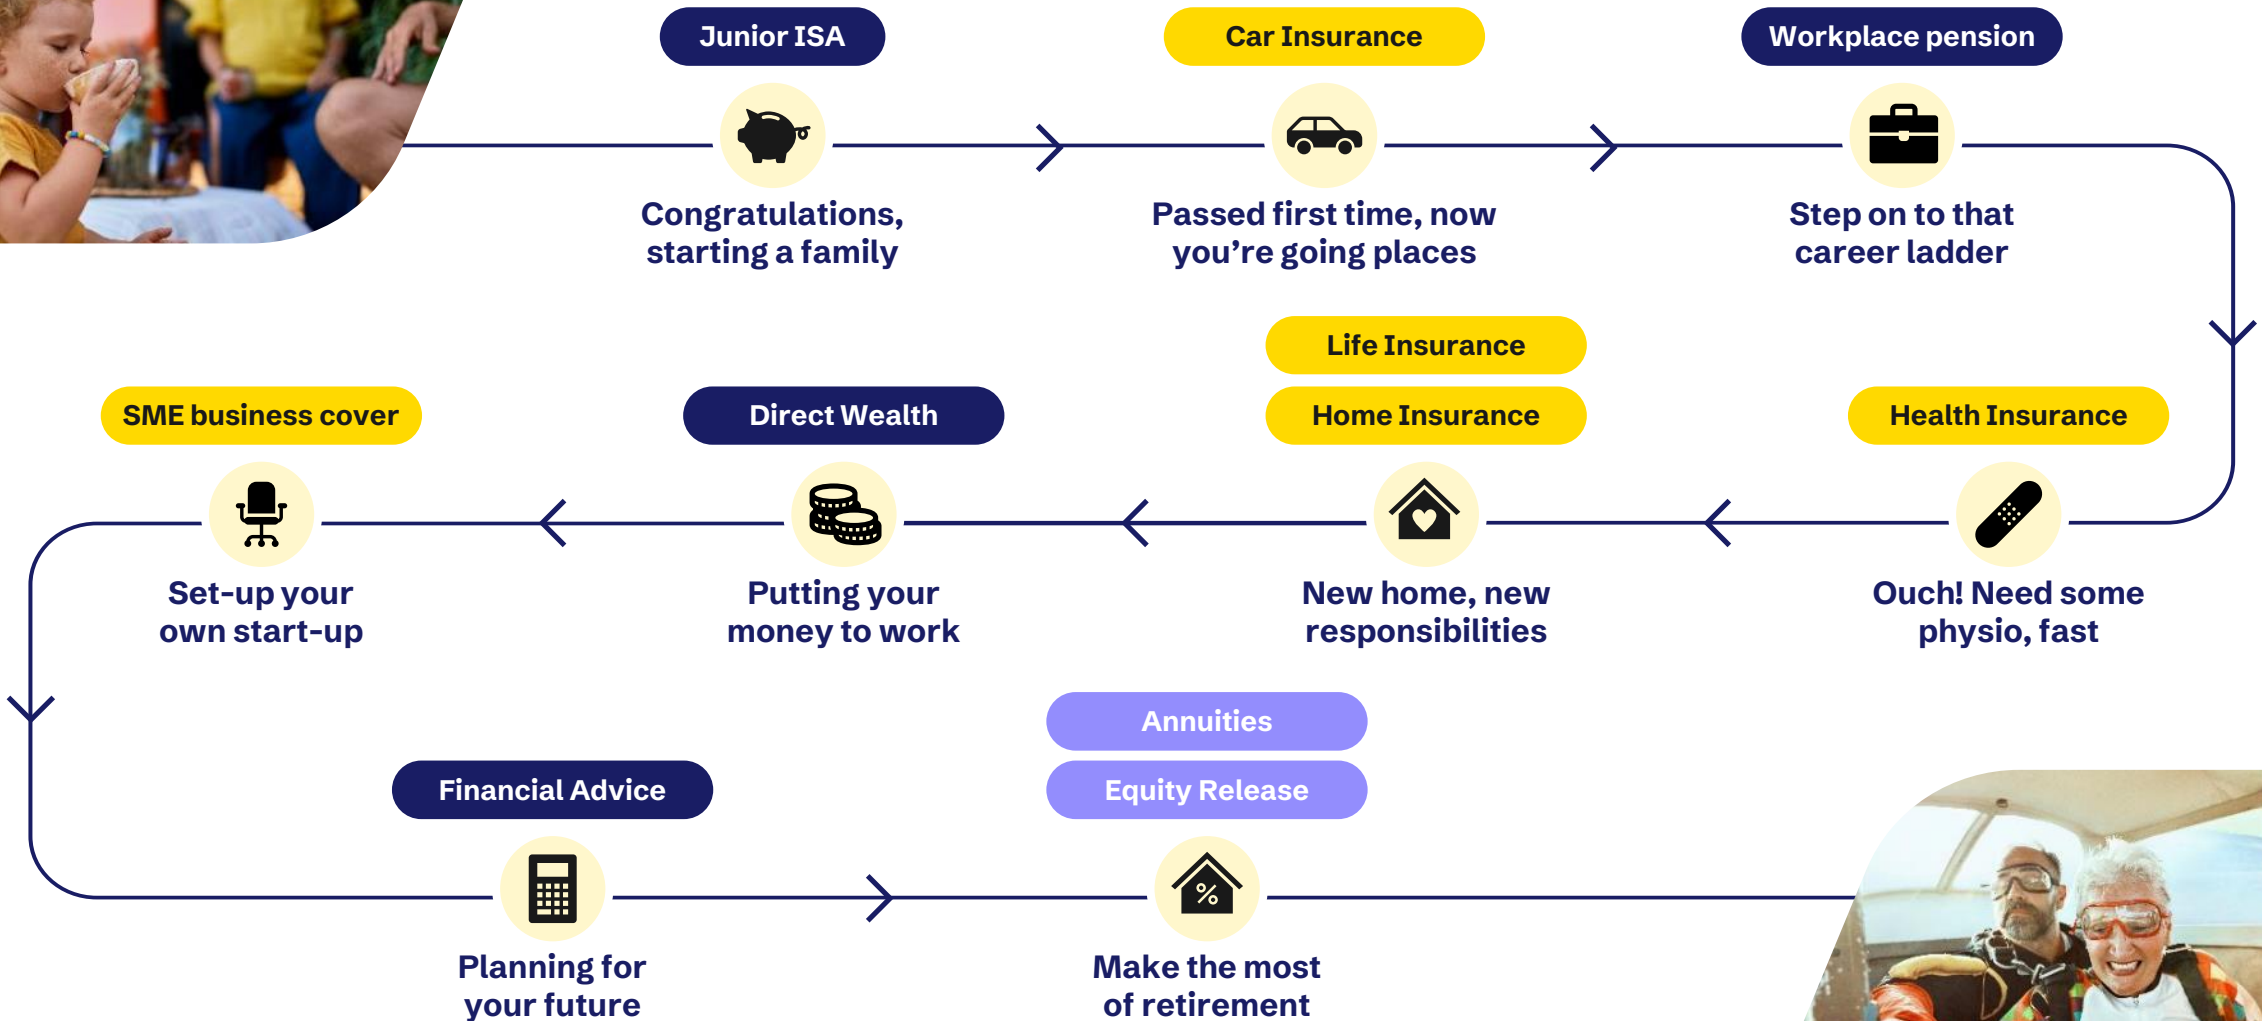 Junior ISA
Car Insurance
Workplace pension
Congratulations,
starting a family
Passed first time, now
you’re going places
Step on to that
career ladder
Health Insurance
Ouch! Need some
physio, fast
Life Insurance
Home Insurance
New home, new
responsibilities
Direct Wealth
Putting your
money to work
SME business cover
Set-up your
own start-up
Financial Advice
Planning for
your future
Annuities
Equity Release
%
Make the most
of retirement